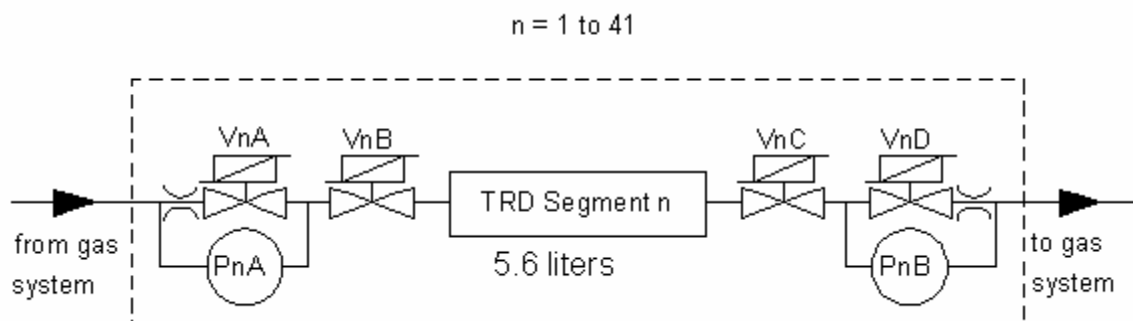 n = 1 to 41
VnA
VnB
VnC
VnD
TRD Segment n
from gas
system
PnA
5.6 liters
PnB
to gas
system